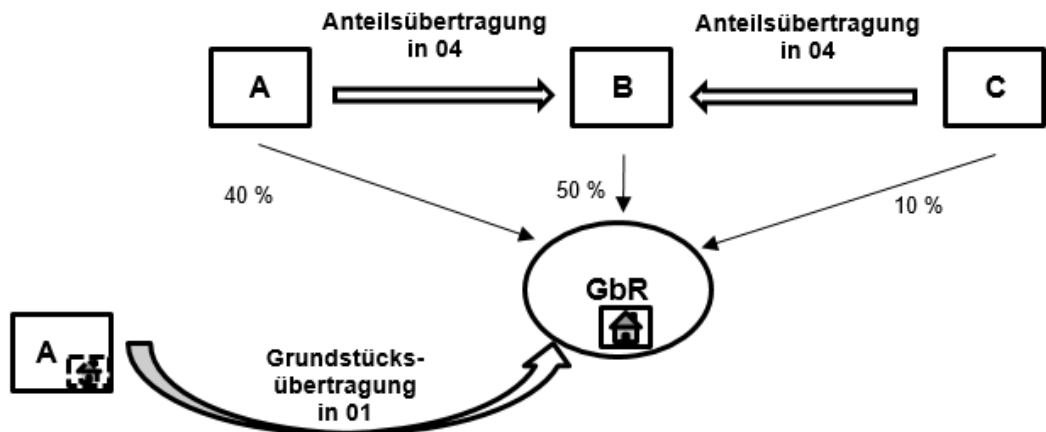 Anteilsübertragung
in 04
Anteilsübertragung
in 04
A
B
C
40 %
50 %
10 %
GbR
A
Grundstücks-
übertragung
in 01